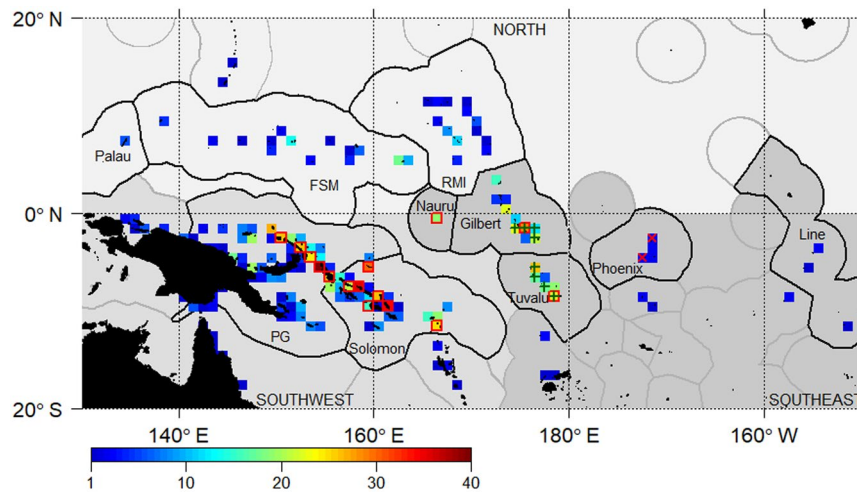 20° N
NORTH
10° N
Palau
FSM
RMI
Nauru
0° N
Gilbert
Line
Phoenix
Tuvalu
PG
Solomon
SOUTHWEST
SOUTHEAST
20° S
140° E
160° E
180° E
160° W
1
10
20
30
40